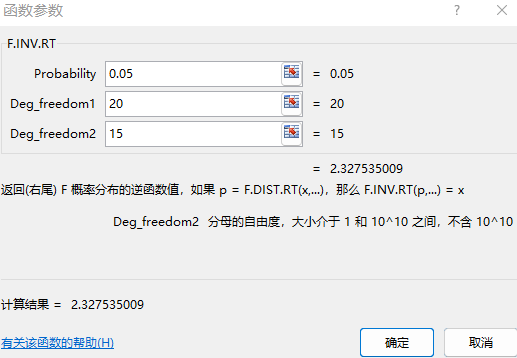 函数参数 ? ×
F.INV.RT
Probability 0.05 = 0.05
Deg_freedom1 20 = 20
Deg_freedom2 15 = 15
= 2.327535009
返回(右尾) F 概率分布的逆函数值，如果 p = F.DIST.RT(x,...)，那么 F.INV.RT(p,...) = x
Deg_freedom2 分母的自由度，大小介于 1 和 10^10 之间，不含 10^10
计算结果 = 2.327535009
有关该函数的帮助(H) 确定 取消